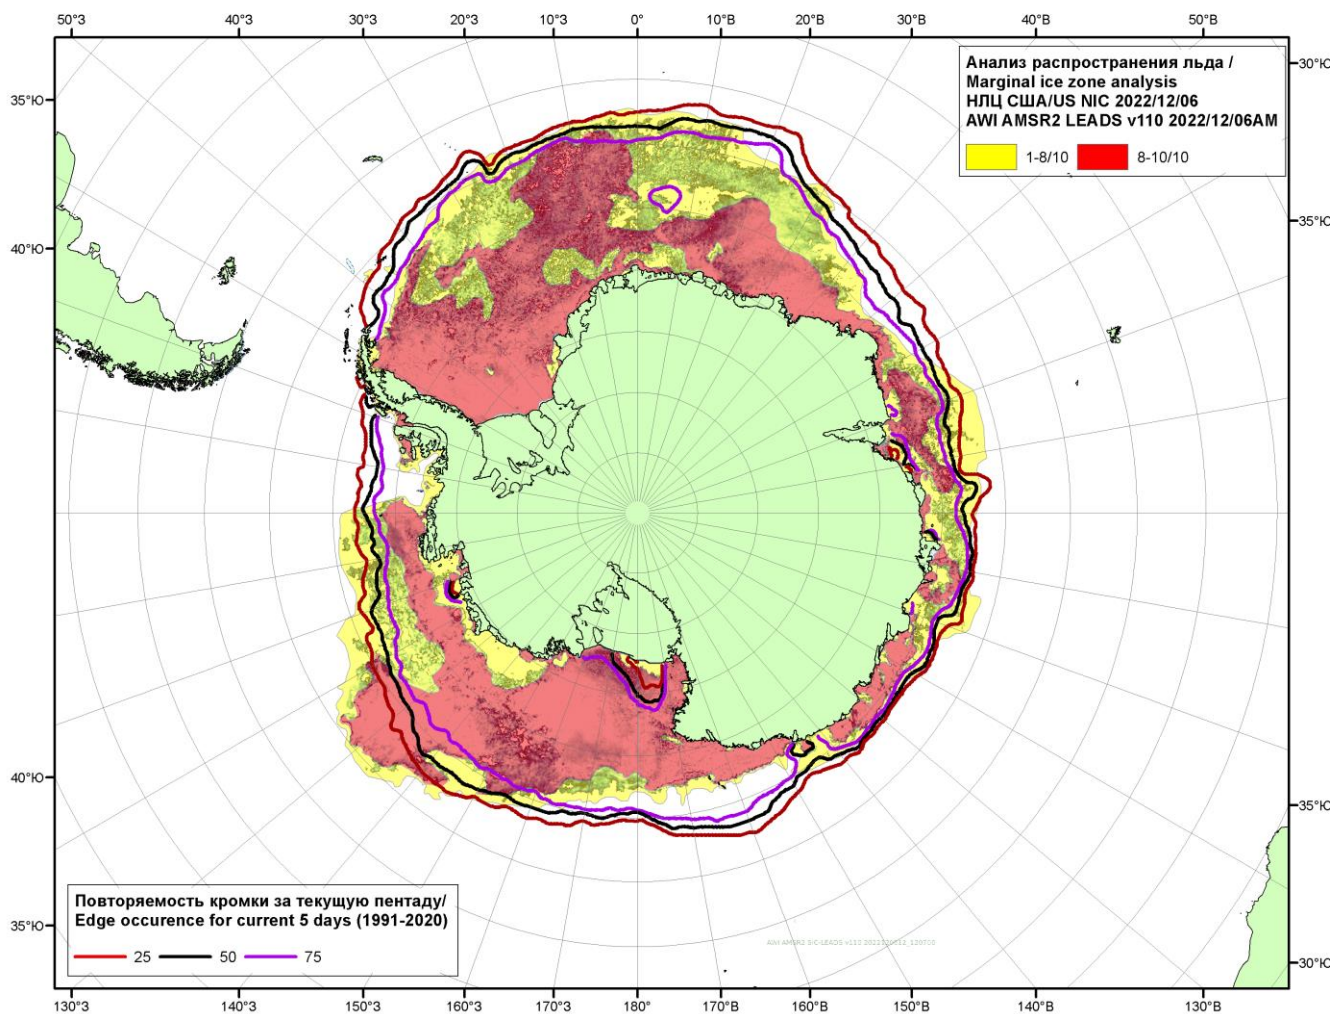 50°З 40°З 30°З 20°З 10°З 0° 10°В 20°В 30°В 40°В 50°В
Анализ распространения льда /
Marginal ice zone analysis
НЛЦ США/US NIC 2022/12/06
AWI AMSR2 LEADS v110 2022/12/06AM
1-8/10 8-10/10
30°Ю
35°Ю
35°Ю
40°Ю
40°Ю
35°Ю
35°Ю
30°Ю
Повторяемость кромки за текущую пентаду/
Edge occurence for current 5 days (1991-2020)
25 50 75
130°З 140°З 150°З 160°З 170°З 180° 170°В 160°В 150°В 140°В 130°В